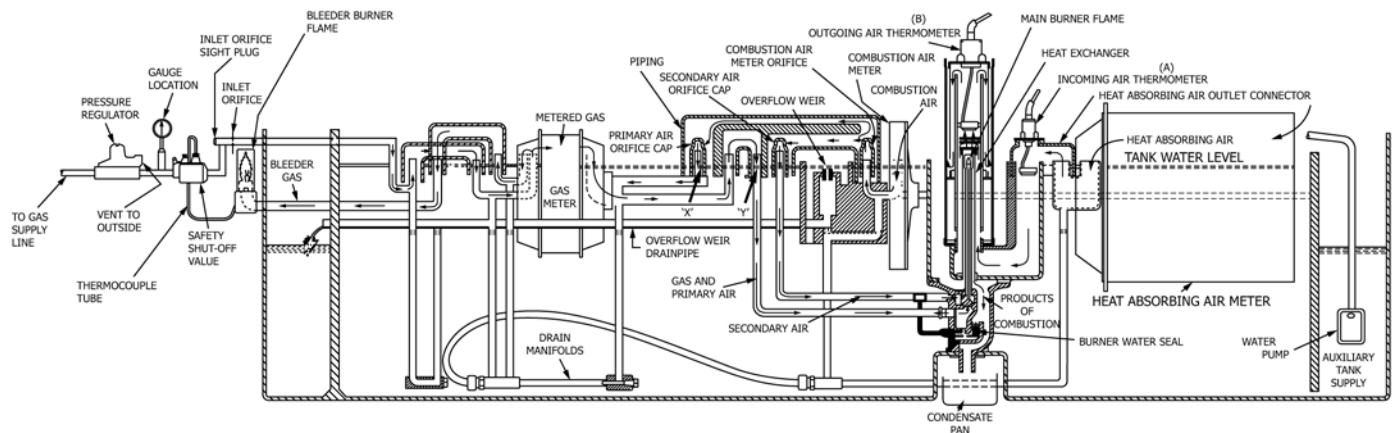 BLEEDER BURNER
FLAME
INLET ORIFICE
SIGHT PLUG
GAUGE
LOCATION
INLET
ORIFICE
PRESSURE
REGULATOR
BLEEDER
GAS
TO GAS
SUPPLY
LINE
VENT TO
OUTSIDE
SAFETY
SHUT-OFF
VALUE
THERMOCOUPLE
TUBE
METERED GAS
GAS
METER
PIPING
PRIMARY AIR
ORIFICE CAP
SECONDARY AIR
ORIFICE CAP
COMBUSTION AIR
METER ORIFICE
OVERFLOW WEIR
COMBUSTION AIR
METER
COMBUSTION
AIR
'X'
'Y'
OVERFLOW WEIR
DRAINPIPE
GAS AND
PRIMARY AIR
SECONDARY AIR
DRAIN
MANIFOLDS
(B)
OUTGOING AIR THERMOMETER
MAIN BURNER FLAME
HEAT EXCHANGER
(A)
INCOMING AIR THERMOMETER
HEAT ABSORBING AIR OUTLET CONNECTOR
HEAT ABSORBING AIR
TANK WATER LEVEL
HEAT ABSORBING AIR METER
PRODUCTS
OF
COMBUSTION
BURNER WATER SEAL
CONDENSATE
PAN
WATER
PUMP
AUXILIARY
TANK
SUPPLY